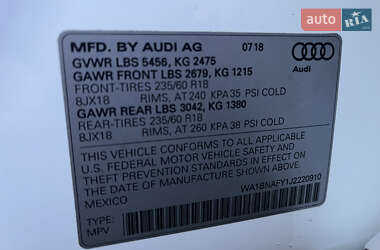 auto RIA
MFD. BY AUDI AG 07/18
GVWR LBS 5456, KG 2475
GAWR FRONT LBS 2679, KG 1215
FRONT-TIRES 235/60 R18
8JX18 RIMS, AT 240 KPA 35 PSI COLD
GAWR REAR LBS 3042, KG 1380
REAR-TIRES 235/60 R18
8JX18 RIMS, AT 260 KPA 38 PSI COLD
Audi
THIS VEHICLE CONFORMS TO ALL APPLICABLE
U.S. FEDERAL MOTOR VEHICLE SAFETY AND
THEFT PREVENTION STANDARDS IN EFFECT
ON THE DATE OF MANUFACTURE SHOWN ABOVE
MEXICO WA1BNAFY1J2220910
TYPE:
MPV